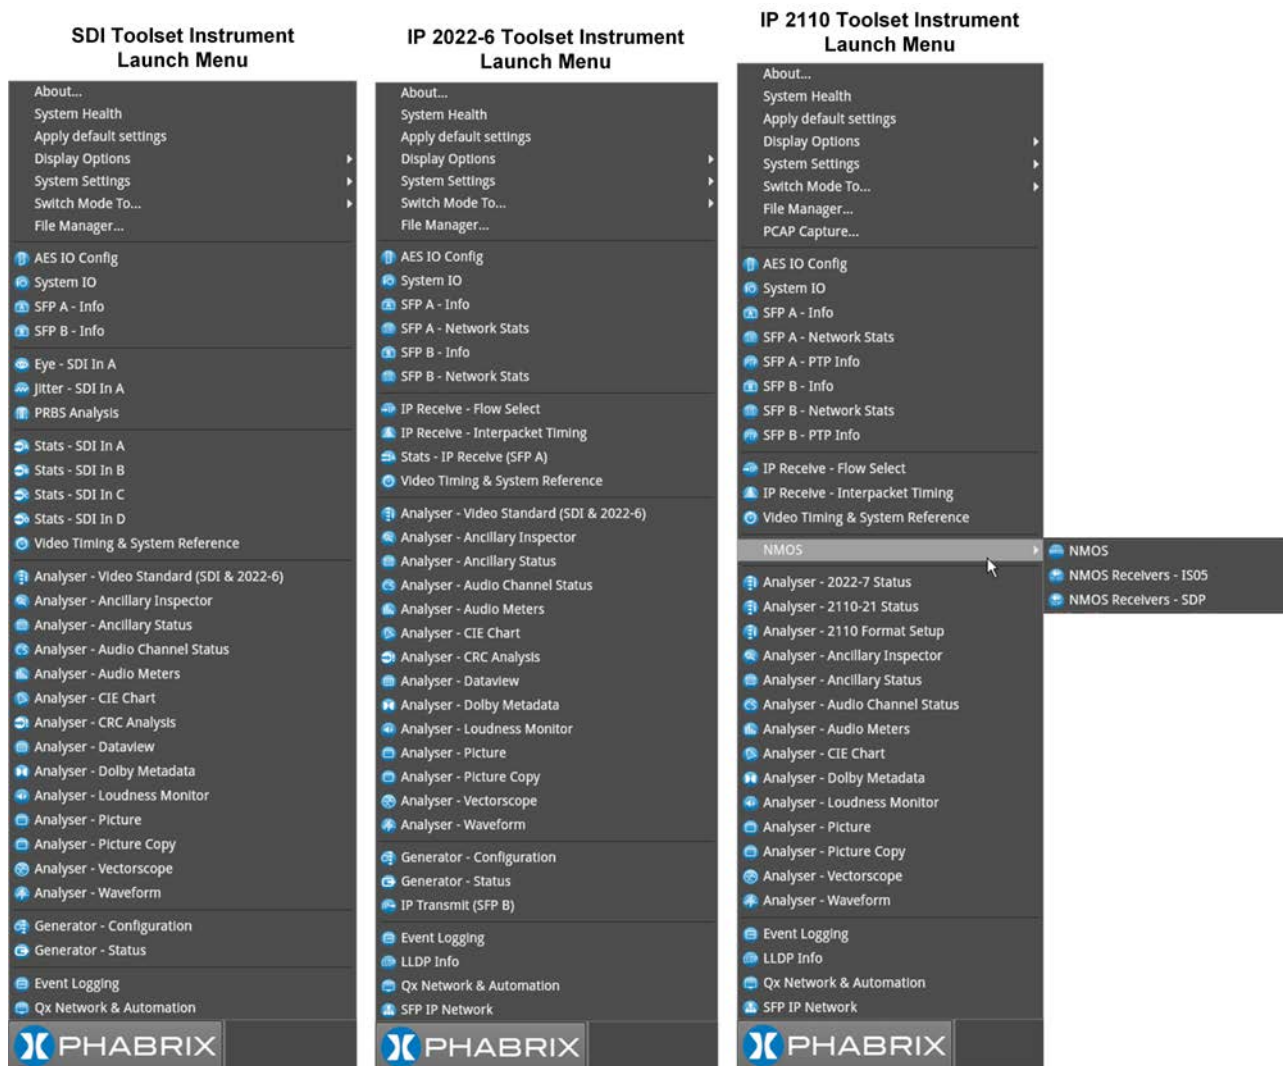 SDI Toolset Instrument
Launch Menu
About...
System Health
Apply default settings
Display Options
System Settings
Switch Mode To...
File Manager...
AES IO Config
System IO
SFP A - Info
SFP B - Info
Eye - SDI In A
Jitter - SDI In A
PRBS Analysis
Stats - SDI In A
Stats - SDI In B
Stats - SDI In C
Stats - SDI In D
Video Timing & System Reference
Analyser - Video Standard (SDI & 2022-6)
Analyser - Ancillary Inspector
Analyser - Ancillary Status
Analyser - Audio Channel Status
Analyser - Audio Meters
Analyser - CIE Chart
Analyser - CRC Analysis
Analyser - Dataview
Analyser - Dolby Metadata
Analyser - Loudness Monitor
Analyser - Picture
Analyser - Picture Copy
Analyser - Vectorscope
Analyser - Waveform
Generator - Configuration
Generator - Status
Event Logging
Qx Network & Automation
PHABRIX
IP 2022-6 Toolset Instrument
Launch Menu
About...
System Health
Apply default settings
Display Options
System Settings
Switch Mode To...
File Manager...
AES IO Config
System IO
SFP A - Info
SFP A - Network Stats
SFP B - Info
SFP B - Network Stats
IP Receive - Flow Select
IP Receive - Interpacket Timing
Stats - IP Receive (SFP A)
Video Timing & System Reference
Analyser - Video Standard (SDI & 2022-6)
Analyser - Ancillary Inspector
Analyser - Ancillary Status
Analyser - Audio Channel Status
Analyser - Audio Meters
Analyser - CIE Chart
Analyser - CRC Analysis
Analyser - Dataview
Analyser - Dolby Metadata
Analyser - Loudness Monitor
Analyser - Picture
Analyser - Picture Copy
Analyser - Vectorscope
Analyser - Waveform
Generator - Configuration
Generator - Status
IP Transmit (SFP B)
Event Logging
LLDP Info
Qx Network & Automation
SFP IP Network
PHABRIX
IP 2110 Toolset Instrument
Launch Menu
About...
System Health
Apply default settings
Display Options
System Settings
Switch Mode To...
File Manager...
PCAP Capture...
AES IO Config
System IO
SFP A - Info
SFP A - Network Stats
SFP A - PTP Info
SFP B - Info
SFP B - Network Stats
SFP B - PTP Info
IP Receive - Flow Select
IP Receive - Interpacket Timing
Video Timing & System Reference
NMOS
NMOS
NMOS Receivers - IS05
NMOS Receivers - SDP
Analyser - 2022-7 Status
Analyser - 2110-21 Status
Analyser - 2110 Format Setup
Analyser - Ancillary Inspector
Analyser - Ancillary Status
Analyser - Audio Channel Status
Analyser - Audio Meters
Analyser - CIE Chart
Analyser - Dolby Metadata
Analyser - Loudness Monitor
Analyser - Picture
Analyser - Picture Copy
Analyser - Vectorscope
Analyser - Waveform
Event Logging
LLDP Info
Qx Network & Automation
SFP IP Network
PHABRIX